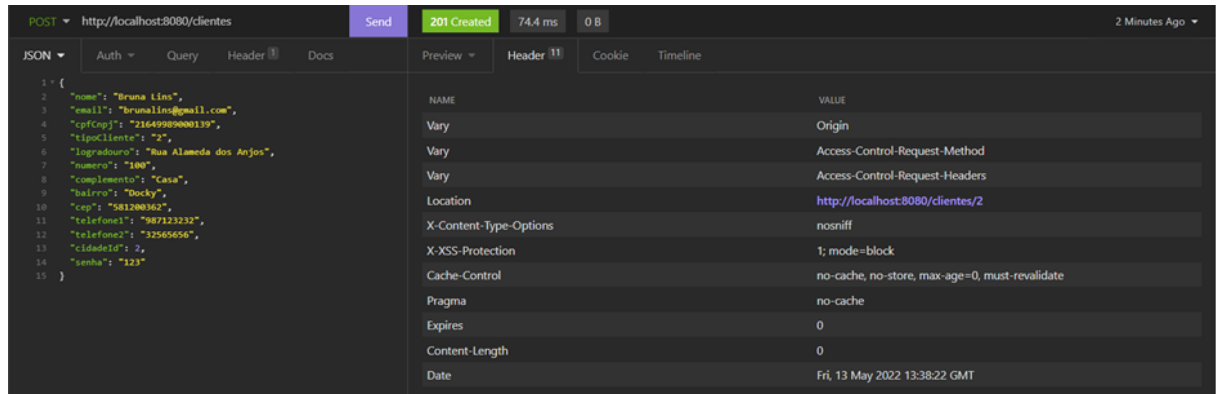 POST http://localhost:8080/clientes Send 201 Created 74.4 ms 0 B 2 Minutes Ago
JSON Auth Query Header 1 Docs Preview Header 11 Cookie Timeline
1 {
2 "nome": "Bruna Lins",
3 "email": "brunalins@gmail.com",
4 "cpfCnpj": "21649989000139",
5 "tipoCliente": "2",
6 "logradouro": "Rua Alameda dos Anjos",
7 "numero": "100",
8 "complemento": "Casa",
9 "bairro": "Docky",
10 "cep": "581200362",
11 "telefone1": "987123232",
12 "telefone2": "32565656",
13 "cidadeId": 2,
14 "senha": "123"
15 }
NAME VALUE
Vary Origin
Vary Access-Control-Request-Method
Vary Access-Control-Request-Headers
Location http://localhost:8080/clientes/2
X-Content-Type-Options nosniff
X-XSS-Protection 1; mode=block
Cache-Control no-cache, no-store, max-age=0, must-revalidate
Pragma no-cache
Expires 0
Content-Length 0
Date Fri, 13 May 2022 13:38:22 GMT